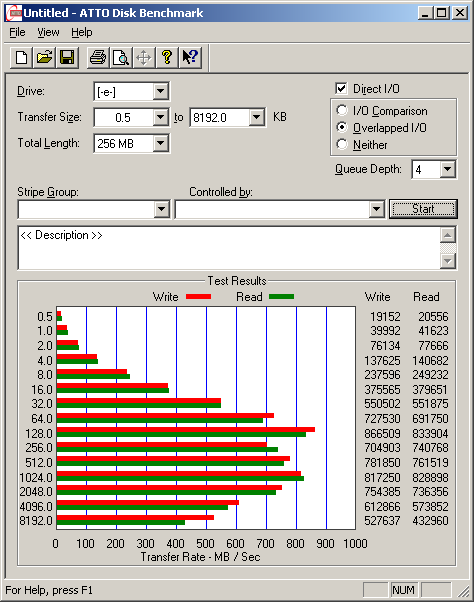 Untitled - ATTO Disk Benchmark
File View Help
Drive: [-e-] Direct I/O
Transfer Size: 0.5 to 8192.0 KB I/O Comparison
Overlapped I/O
Total Length: 256 MB Neither
Queue Depth: 4
Stripe Group: Controlled by:
Start
<< Description >>
Test Results
Write Read Write Read
0.5 19152 20556
1.0 39992 41623
2.0 76134 77666
4.0 137625 140682
8.0 237596 249232
16.0 375565 379651
32.0 550502 551875
64.0 727530 691750
128.0 866509 833904
256.0 704903 740768
512.0 781850 761519
1024.0 817250 828898
2048.0 754385 736356
4096.0 612866 573852
8192.0 527637 432960
0 100 200 300 400 500 600 700 800 900 1000
Transfer Rate - MB / Sec
For Help, press F1 NUM